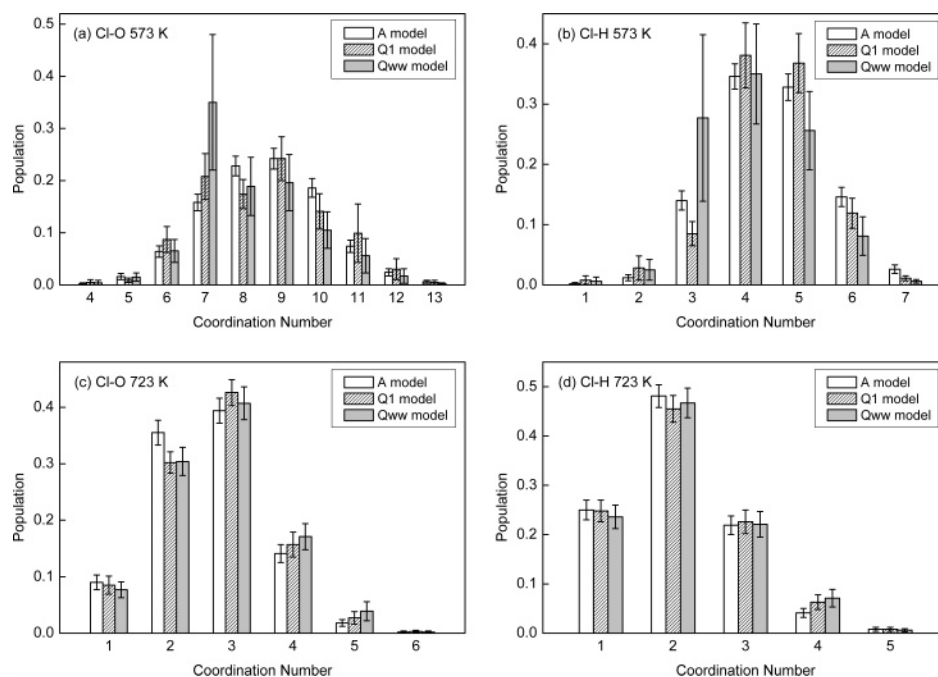 (a) Cl-O 573 K
A model
Q1 model
Qww model
0.5
0.4
0.3
0.2
0.1
0.0
Population
4 5 6 7 8 9 10 11 12 13
Coordination Number
(b) Cl-H 573 K
A model
Q1 model
Qww model
0.4
0.3
0.2
0.1
0.0
Population
1 2 3 4 5 6 7
Coordination Number
(c) Cl-O 723 K
A model
Q1 model
Qww model
0.4
0.3
0.2
0.1
0.0
Population
1 2 3 4 5 6
Coordination Number
(d) Cl-H 723 K
A model
Q1 model
Qww model
0.5
0.4
0.3
0.2
0.1
0.0
Population
1 2 3 4 5
Coordination Number